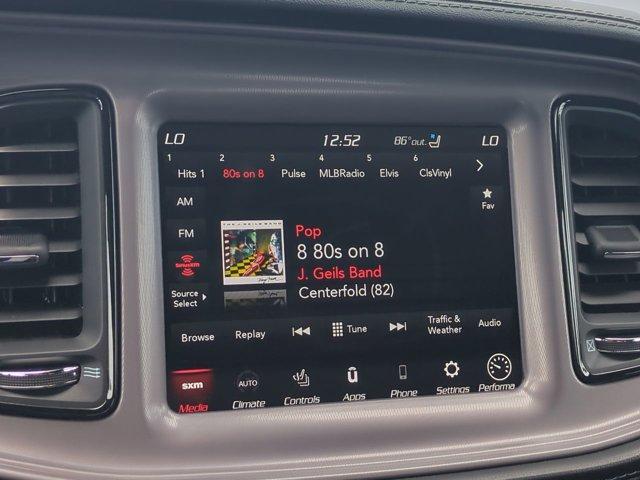 LO 12:52 86°out. LO
1 2 3 4 5 6
Hits 1 80s on 8 Pulse MLBRadio Elvis ClsVinyl
AM
Fav
FM
Pop
8 80s on 8
SiriusXM
J. Geils Band
Centerfold (82)
Source
Select
Browse Replay Tune
Traffic &
Weather
Audio
sxm AUTO ū
Media Climate Controls Apps Phone Settings Performa